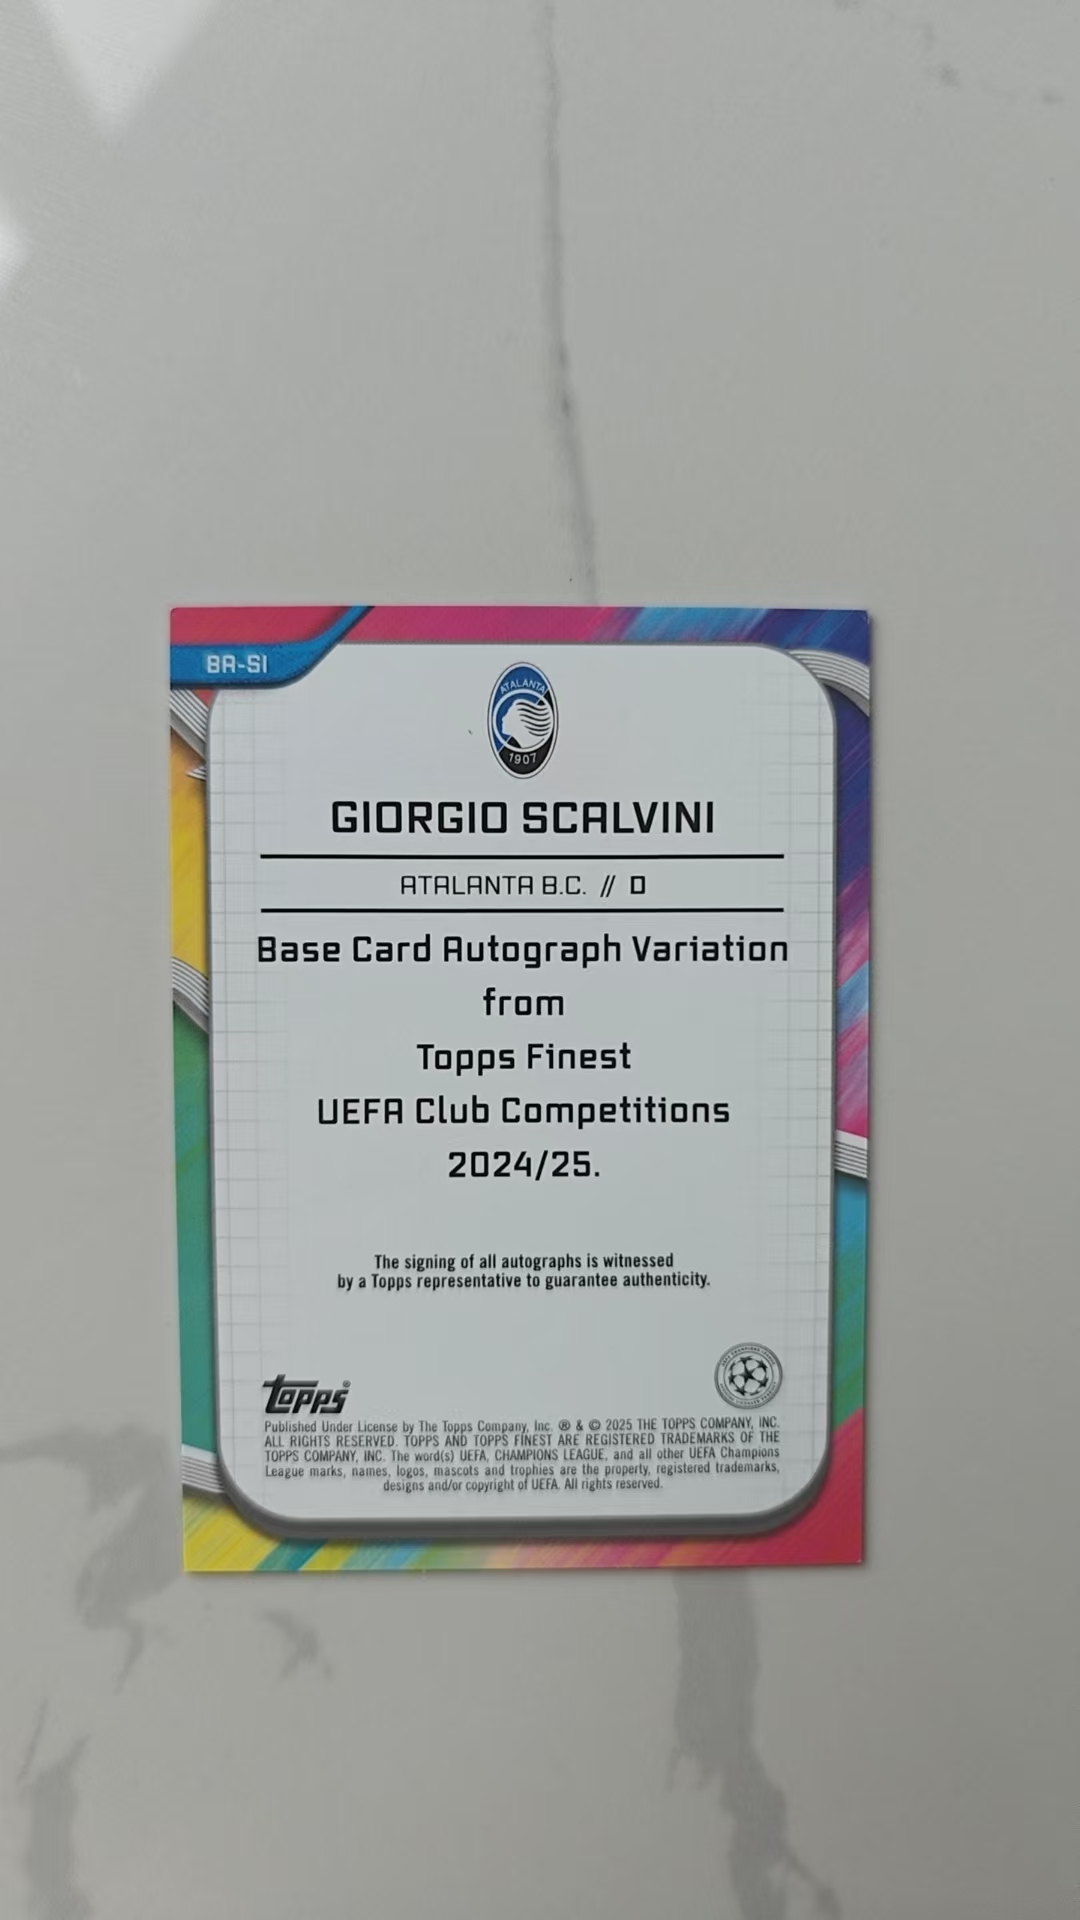 BA-SI
ATALANTA
1907
GIORGIO SCALVINI
ATALANTA B.C. // D
Base Card Autograph Variation
from
Topps Finest
UEFA Club Competitions
2024/25.
The signing of all autographs is witnessed
by a Topps representative to guarantee authenticity.
topps®
Published Under License by The Topps Company, Inc. ® & © 2025 THE TOPPS COMPANY, INC.
ALL RIGHTS RESERVED. TOPPS AND TOPPS FINEST ARE REGISTERED TRADEMARKS OF THE
TOPPS COMPANY, INC. The word(s) UEFA, CHAMPIONS LEAGUE, and all other UEFA Champions
League marks, names, logos, mascots and trophies are the property, registered trademarks,
designs and/or copyright of UEFA. All rights reserved.